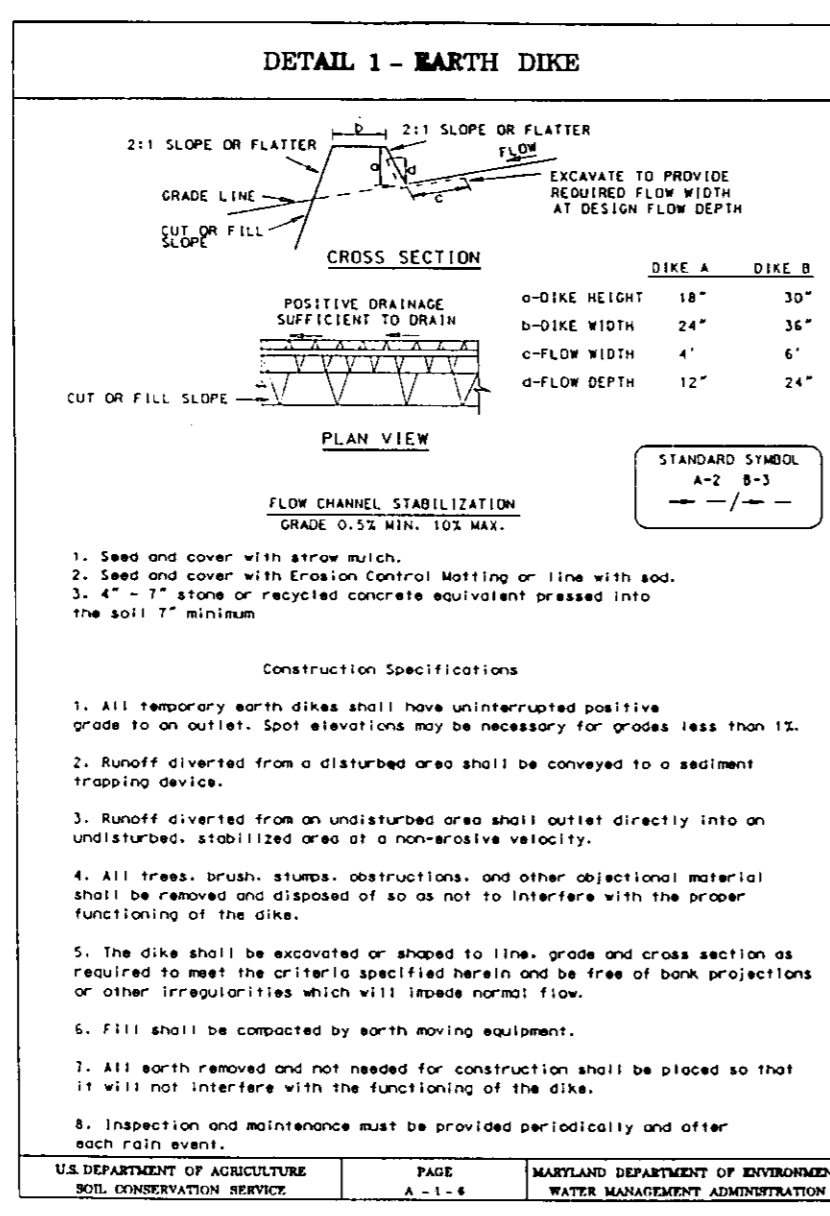 DETAIL 1 - EARTH DIKE
b
2:1 SLOPE OR FLATTER
2:1 SLOPE OR FLATTER
FLOW
a
d
c
EXCAVATE TO PROVIDE
REQUIRED FLOW WIDTH
AT DESIGN FLOW DEPTH
GRADE LINE
CUT OR FILL
SLOPE
CROSS SECTION
DIKE A DIKE B
a-DIKE HEIGHT 18" 30"
b-DIKE WIDTH 24" 36"
c-FLOW WIDTH 4' 6'
d-FLOW DEPTH 12" 24"
POSITIVE DRAINAGE
SUFFICIENT TO DRAIN
CUT OR FILL SLOPE
PLAN VIEW
STANDARD SYMBOL
A-2 B-3
FLOW CHANNEL STABILIZATION
GRADE 0.5% MIN. 10% MAX.
1. Seed and cover with straw mulch.
2. Seed and cover with Erosion Control Matting or line with sod.
3. 4" - 7" stone or recycled concrete equivalent pressed into
the soil 7" minimum
Construction Specifications
1. All temporary earth dikes shall have uninterrupted positive
grade to an outlet. Spot elevations may be necessary for grades less than 1%.
2. Runoff diverted from a disturbed area shall be conveyed to a sediment
trapping device.
3. Runoff diverted from an undisturbed area shall outlet directly into an
undisturbed, stabilized area at a non-erosive velocity.
4. All trees, brush, stumps, obstructions, and other objectional material
shall be removed and disposed of so as not to interfere with the proper
functioning of the dike.
5. The dike shall be excavated or shaped to line, grade and cross section as
required to meet the criteria specified herein and be free of bank projections
or other irregularities which will impede normal flow.
6. Fill shall be compacted by earth moving equipment.
7. All earth removed and not needed for construction shall be placed so that
it will not interfere with the functioning of the dike.
8. Inspection and maintenance must be provided periodically and after
each rain event.
U.S. DEPARTMENT OF AGRICULTURE
SOIL CONSERVATION SERVICE
PAGE
A - 1 - 6
MARYLAND DEPARTMENT OF ENVIRONMEN
WATER MANAGEMENT ADMINISTRATION